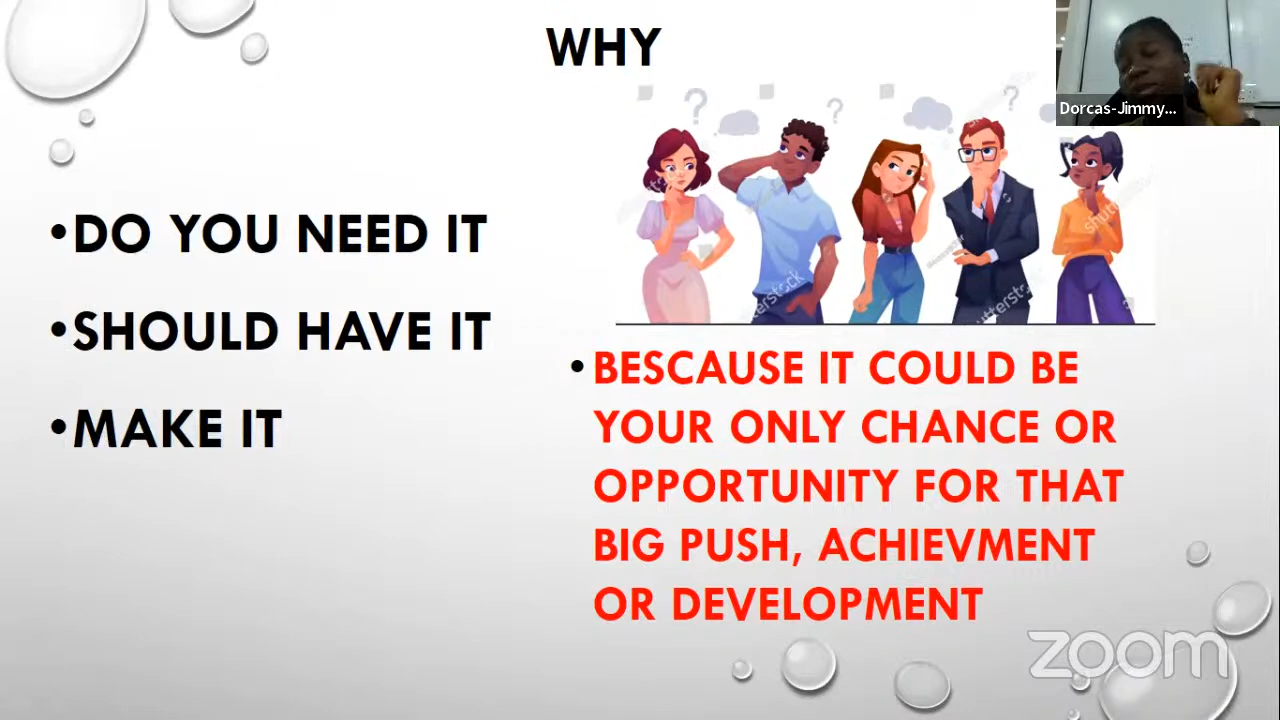 WHY
Dorcas-Jimmy...
•DO YOU NEED IT
•SHOULD HAVE IT
•MAKE IT
•BESCAUSE IT COULD BE
YOUR ONLY CHANCE OR
OPPORTUNITY FOR THAT
BIG PUSH, ACHIEVMENT
OR DEVELOPMENT
zoom